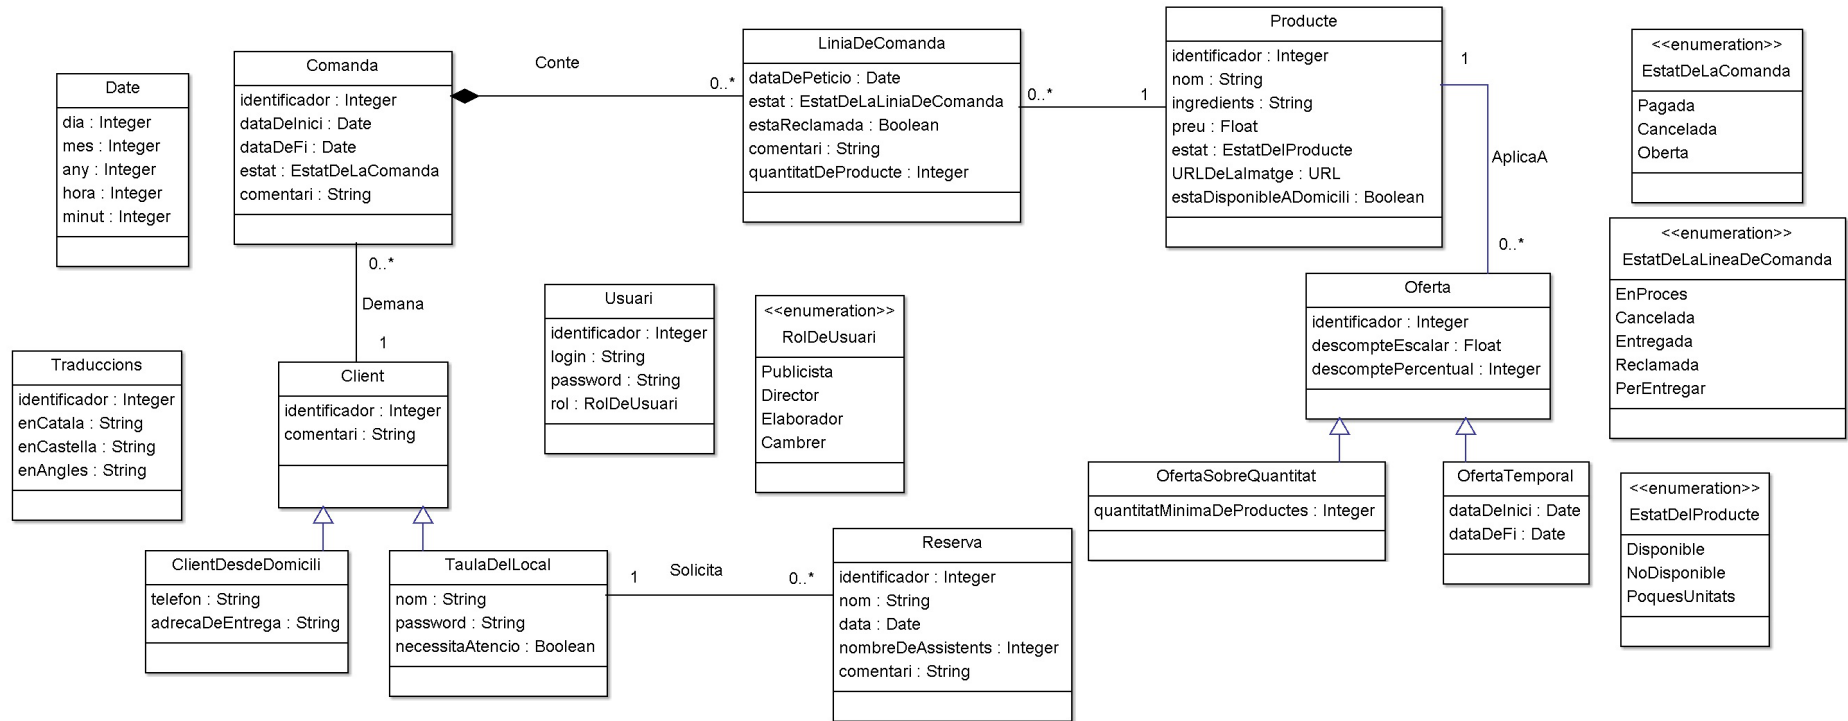 Date
dia : Integer
mes : Integer
any : Integer
hora : Integer
minut : Integer
Comanda
identificador : Integer
dataDeInici : Date
dataDeFi : Date
estat : EstatDeLaComanda
comentari : String
Conte
0..*
LiniaDeComanda
dataDePeticio : Date
estat : EstatDeLaLiniaDeComanda
estaReclamada : Boolean
comentari : String
quantitatDeProducte : Integer
0..*
1
Producte
identificador : Integer
nom : String
ingredients : String
preu : Float
estat : EstatDelProducte
URLDeLaImatge : URL
estaDisponibleADomicili : Boolean
1
AplicaA
0..*
<<enumeration>>
EstatDeLaComanda
Pagada
Cancelada
Oberta
<<enumeration>>
EstatDeLaLineaDeComanda
EnProces
Cancelada
Entregada
Reclamada
PerEntregar
0..*
Demana
1
Usuari
identificador : Integer
login : String
password : String
rol : RolDeUsuari
<<enumeration>>
RolDeUsuari
Publicista
Director
Elaborador
Cambrer
Oferta
identificador : Integer
descompteEscalar : Float
descomptePercentual : Integer
Traduccions
identificador : Integer
enCatala : String
enCastella : String
enAngles : String
Client
identificador : Integer
comentari : String
OfertaSobreQuantitat
quantitatMinimaDeProductes : Integer
OfertaTemporal
dataDeInici : Date
dataDeFi : Date
<<enumeration>>
EstatDelProducte
Disponible
NoDisponible
PoquesUnitats
ClientDesdeDomicili
telefon : String
adrecaDeEntrega : String
TaulaDelLocal
nom : String
password : String
necessitaAtencio : Boolean
1
Solicita
0..*
Reserva
identificador : Integer
nom : String
data : Date
nombreDeAssistents : Integer
comentari : String